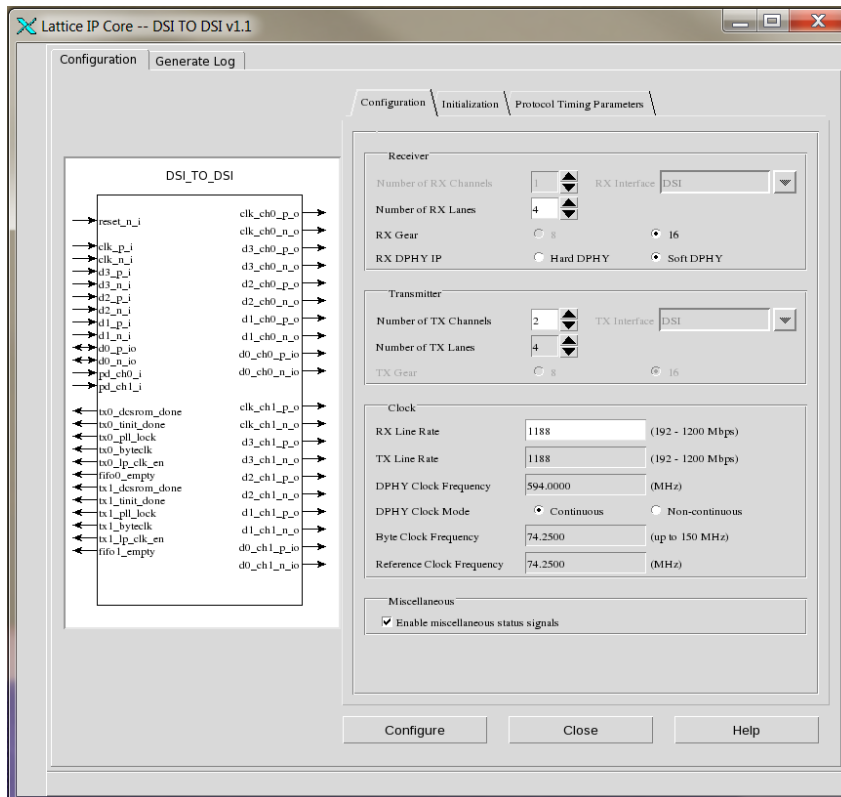 Lattice IP Core -- DSI TO DSI v1.1
Configuration Generate Log
Configuration Initialization Protocol Timing Parameters
DSI_TO_DSI
reset_n_i
clk_p_i
clk_n_i
d3_p_i
d3_n_i
d2_p_i
d2_n_i
d1_p_i
d1_n_i
d0_p_io
d0_n_io
pd_ch0_i
pd_ch1_i
tx0_dcsrom_done
tx0_tinit_done
tx0_pll_lock
tx0_byteclk
tx0_lp_clk_en
fifo0_empty
tx1_dcsrom_done
tx1_tinit_done
tx1_pll_lock
tx1_byteclk
tx1_lp_clk_en
fifo1_empty
clk_ch0_p_o
clk_ch0_n_o
d3_ch0_p_o
d3_ch0_n_o
d2_ch0_p_o
d2_ch0_n_o
d1_ch0_p_o
d1_ch0_n_o
d0_ch0_p_io
d0_ch0_n_io
clk_ch1_p_o
clk_ch1_n_o
d3_ch1_p_o
d3_ch1_n_o
d2_ch1_p_o
d2_ch1_n_o
d1_ch1_p_o
d1_ch1_n_o
d0_ch1_p_io
d0_ch1_n_io
Receiver
Number of RX Channels 1 RX Interface DSI
Number of RX Lanes 4
RX Gear 8 16
RX DPHY IP Hard DPHY Soft DPHY
Transmitter
Number of TX Channels 2 TX Interface DSI
Number of TX Lanes 4
TX Gear 8 16
Clock
RX Line Rate 1188 (192 - 1200 Mbps)
TX Line Rate 1188 (192 - 1200 Mbps)
DPHY Clock Frequency 594.0000 (MHz)
DPHY Clock Mode Continuous Non-continuous
Byte Clock Frequency 74.2500 (up to 150 MHz)
Reference Clock Frequency 74.2500 (MHz)
Miscellaneous
Enable miscellaneous status signals
Configure Close Help